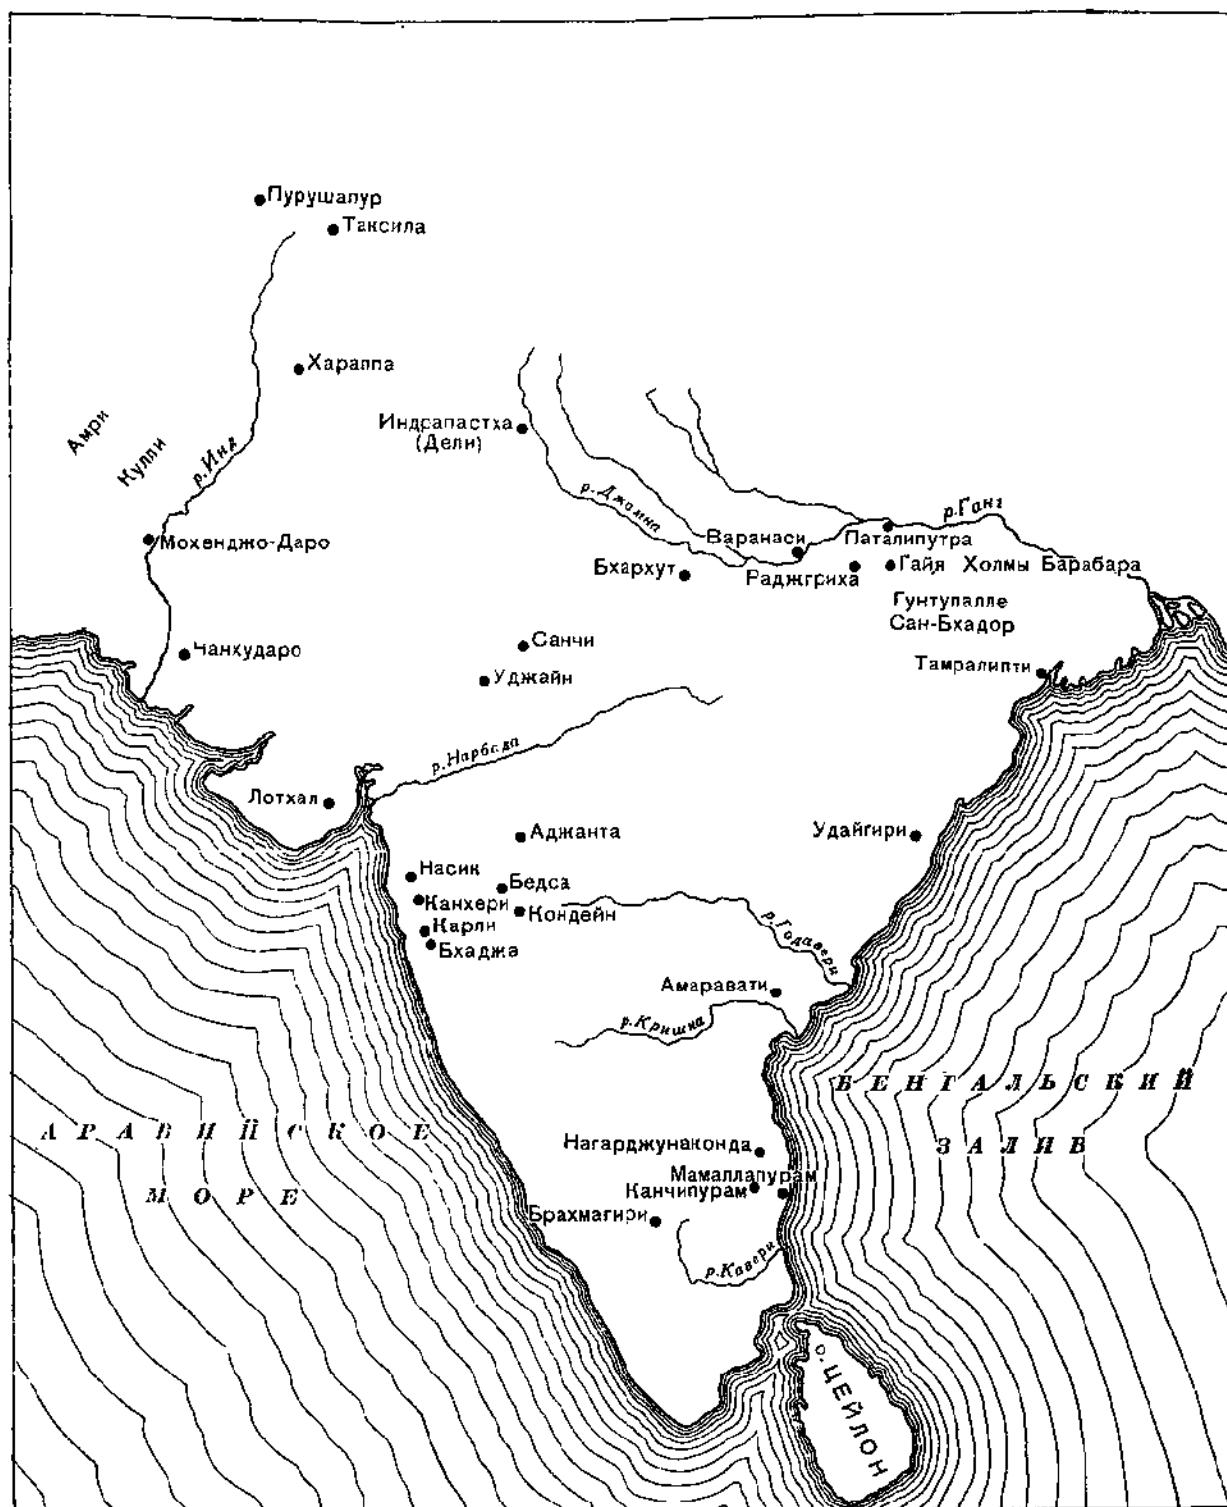 Пурушапур
Таксила
Хараппа
Амри
Кулли
р. Инд
Индрапастха
(Дели)
р. Джамна
р. Ганг
Мохенджо-Даро
Варанаси
Паталипутра
Бхархут
Раджгриха
Гайя Холмы Барабара
Гунтупалле
Сан-Бхадор
Чанхударо
Санчи
Уджайн
Тамралипти
р. Нарбада
Лотхал
Аджанта
Удайгири
Насик
Бедса
Канхери
Кондейн
Карли
Бхаджа
р. Годавери
Амаравати
р. Кришна
БЕНГАЛЬСКИЙ
ЗАЛИВ
АРАВИЙСКОЕ
МОРЕ
Нагарджунаконда
Мамаллапурам
Канчипурам
Брахмагири
р. Кавери
о. ЦЕЙЛОН